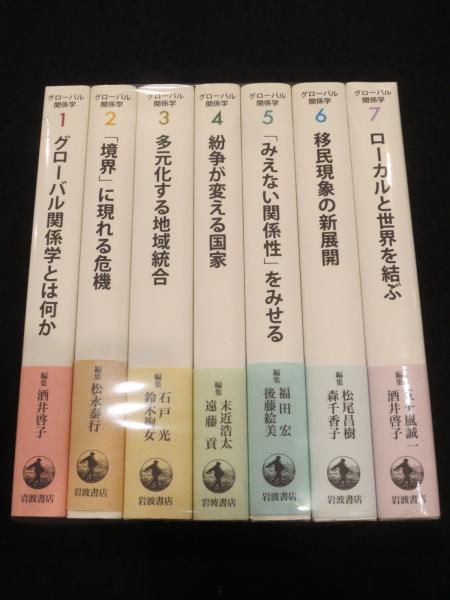 グローバル
関係学
1
グローバル関係学とは何か
編集
酒井啓子
岩波書店
グローバル
関係学
2
「境界」に現れる危機
編集
松永泰行
岩波書店
グローバル
関係学
3
多元化する地域統合
編集
石戸 光
鈴木絢女
岩波書店
グローバル
関係学
4
紛争が変える国家
編集
末近浩太
遠藤 貢
岩波書店
グローバル
関係学
5
「みえない関係性」をみせる
編集
福田 宏
後藤絵美
岩波書店
グローバル
関係学
6
移民現象の新展開
編集
松尾昌樹
森千香子
岩波書店
グローバル
関係学
7
ローカルと世界を結ぶ
編集
五十嵐誠一
酒井啓子
岩波書店